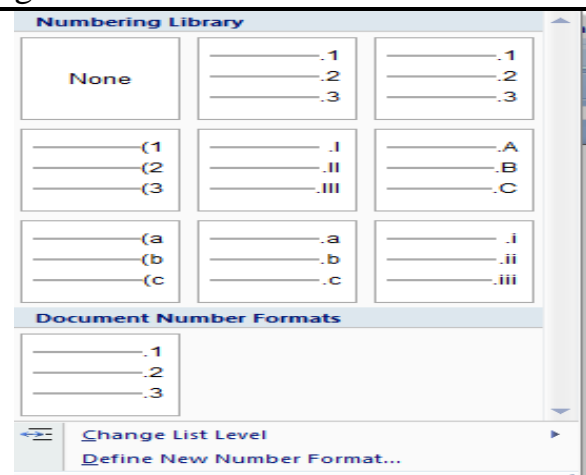 Numbering Library
None
.1
.2
.3
.1
.2
.3
(1
(2
(3
.I
.II
.III
.A
.B
.C
(a
(b
(c
.a
.b
.c
.i
.ii
.iii
Document Number Formats
.1
.2
.3
Change List Level
Define New Number Format...